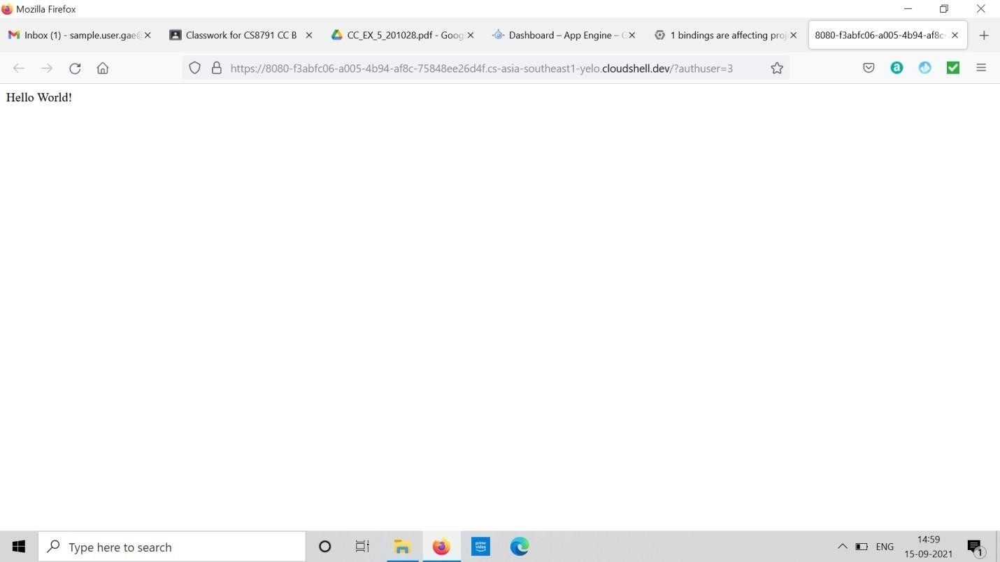 Mozilla Firefox
Inbox (1) - sample.user.gae@
Classwork for CS8791 CC B
CC_EX_5_201028.pdf - Goog
Dashboard – App Engine – G
1 bindings are affecting proj
8080-f3abfc06-a005-4b94-af8c-
https://8080-f3abfc06-a005-4b94-af8c-75848ee26d4f.cs-asia-southeast1-yelo.cloudshell.dev/?authuser=3
a
Hello World!
Type here to search
prime video
ENG
14:59
15-09-2021
1